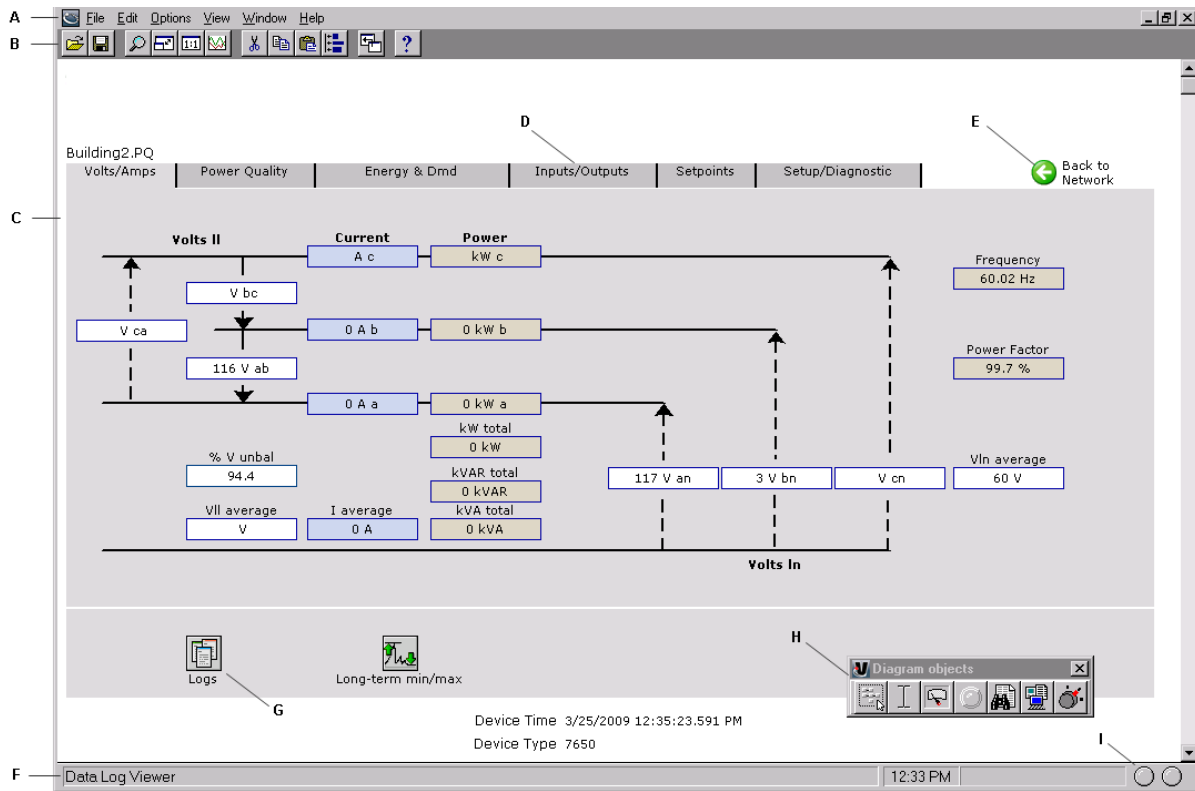 A File Edit Options View Window Help
B 1:1 ?
D E
Building2.PQ
Volts/Amps Power Quality Energy & Dmd Inputs/Outputs Setpoints Setup/Diagnostic
Back to
Network
C
Volts ll Current Power
A c kW c
Frequency
60.02 Hz
V bc
V ca 0 A b 0 kW b
Power Factor
99.7 %
116 V ab
0 A a 0 kW a
kW total
0 kW
% V unbal
94.4
kVAR total
0 kVAR
117 V an 3 V bn V cn
Vln average
60 V
Vll average I average kVA total
V 0 A 0 kVA
Volts ln
H
Diagram objects
Logs Long-term min/max
G
Device Time 3/25/2009 12:35:23.591 PM
Device Type 7650
I
F Data Log Viewer 12:33 PM